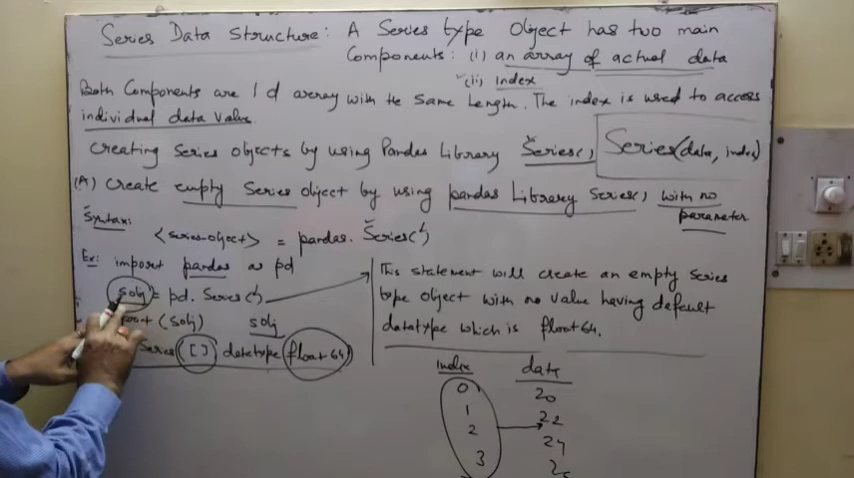 Series Data Structure: A Series type Object has two main
Components: (i) an array of actual data
(ii) index
Both Components are 1 d array with the same length. The index is used to access
individual data value.
Creating Series objects by using Pandas Library Series()
Series(data, index)
(A) Create empty Series object by using pandas Library Series() with no
parameter
Syntax:
<series-object> = pandas. Series()
Ex: import pandas as pd
sobj = pd. Series()
print (sobj) sobj
Series [ ] datatype float64)
This statement will create an empty Series
type object with no value having default
datatype which is float64.
index data
0 20
1 22
2 24
3